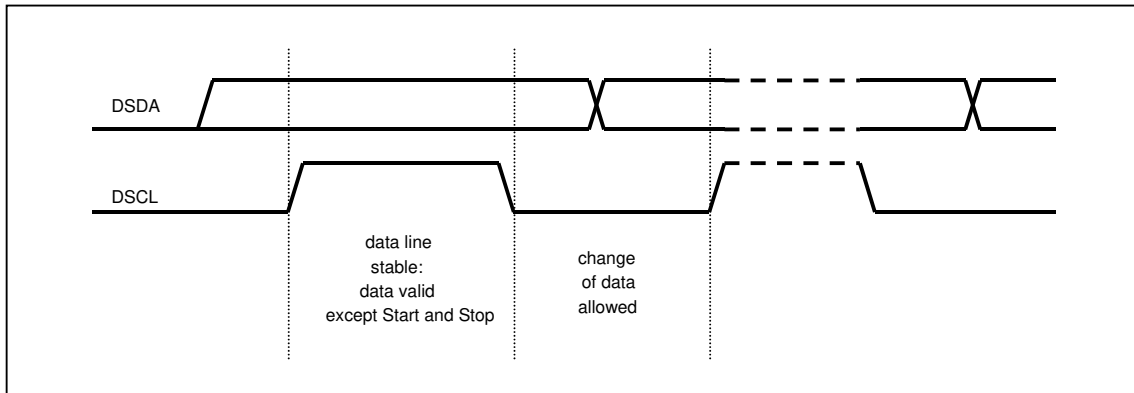 DSDA
DSCL
data line
stable:
data valid
except Start and Stop
change
of data
allowed